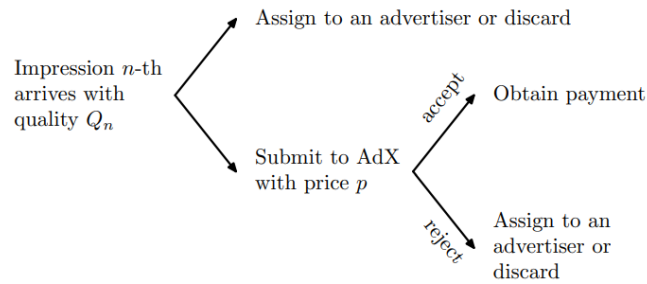 Assign to an advertiser or discard
Impression n-th
arrives with
quality Qₙ
accept
Obtain payment
Submit to AdX
with price p
reject
Assign to an
advertiser or
discard